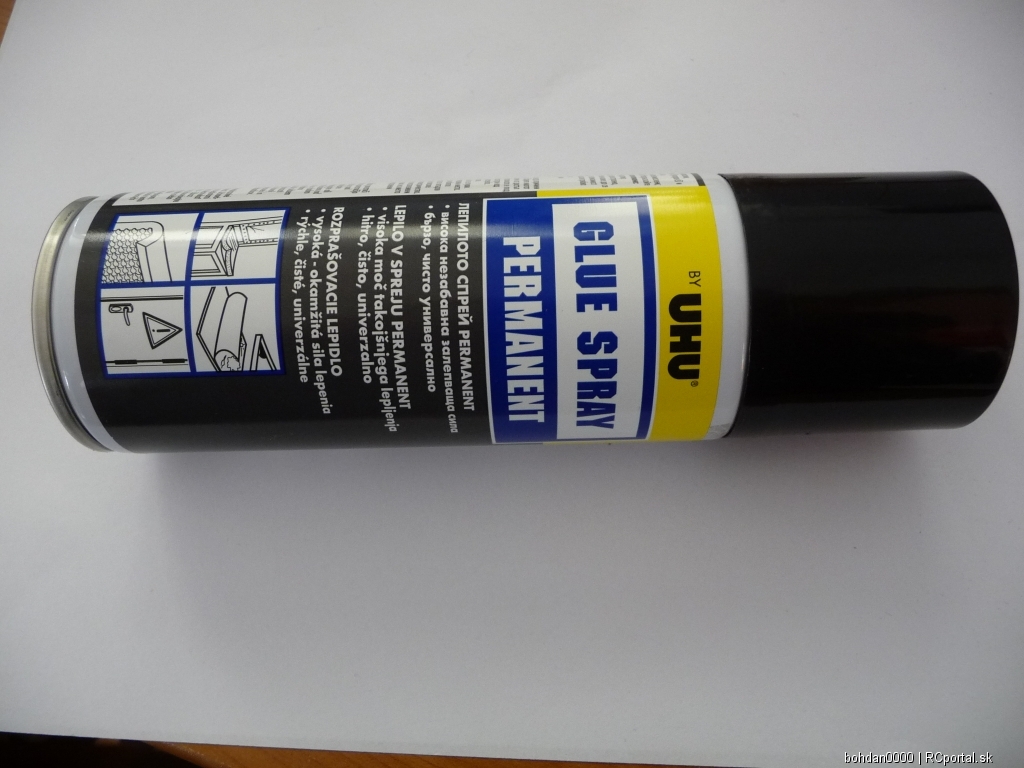 BY UHU®
GLUE SPRAY
PERMANENT
ЛЕПИЛОТО СПРЕЙ PERMANENT
• висока незабавна залепваща сила
• бързо, чисто универсално
LEPILO V SPREJU PERMANENT
• visoka moč takojšnjega lepljenja
• hitro, čisto, univerzalno
ROZPRAŠOVACIE LEPIDLO
• vysoká - okamžitá sila lepenia
• rýchle, čisté, univerzálne
bohdan0000 | RCportal.sk